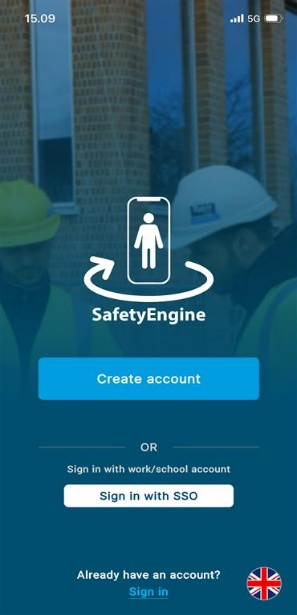 15.09 5G
SafetyEngine
Create account
OR
Sign in with work/school account
Sign in with SSO
Already have an account?
Sign in